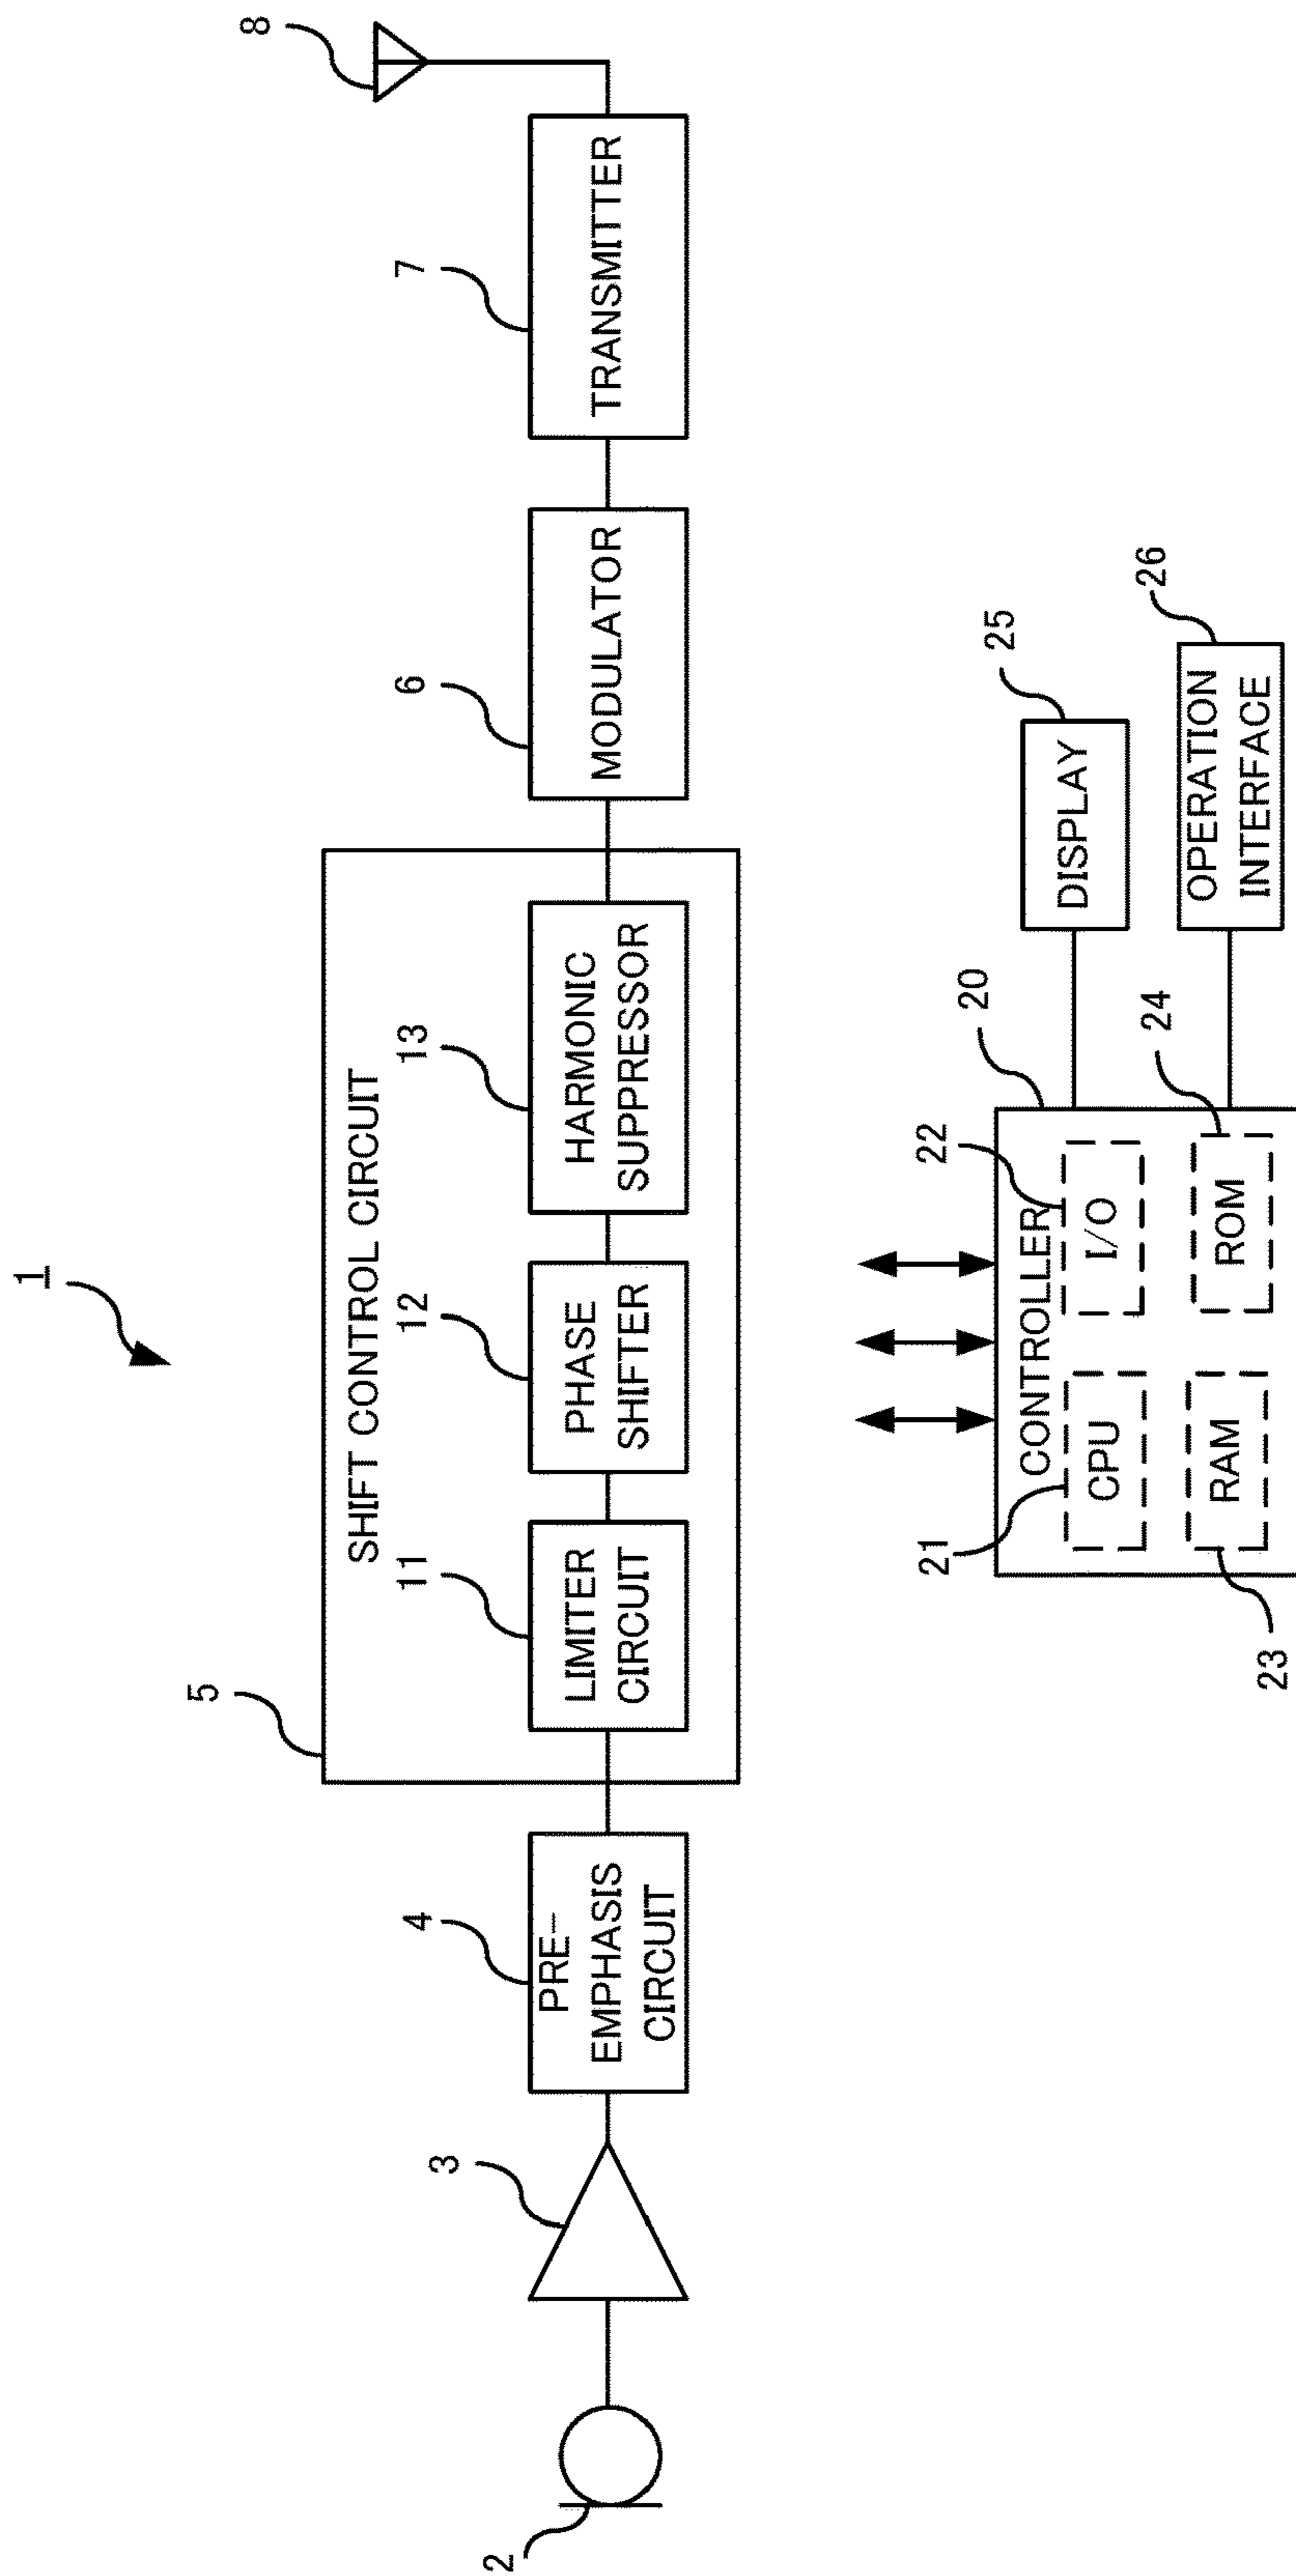 1
2
3
4
PRE-
EMPHASIS
CIRCUIT
5
SHIFT CONTROL CIRCUIT
11
LIMITER
CIRCUIT
12
PHASE
SHIFTER
13
HARMONIC
SUPPRESSOR
6
MODULATOR
7
TRANSMITTER
8
20
CONTROLLER
21
CPU
22
I/O
23
RAM
24
ROM
25
DISPLAY
26
OPERATION
INTERFACE